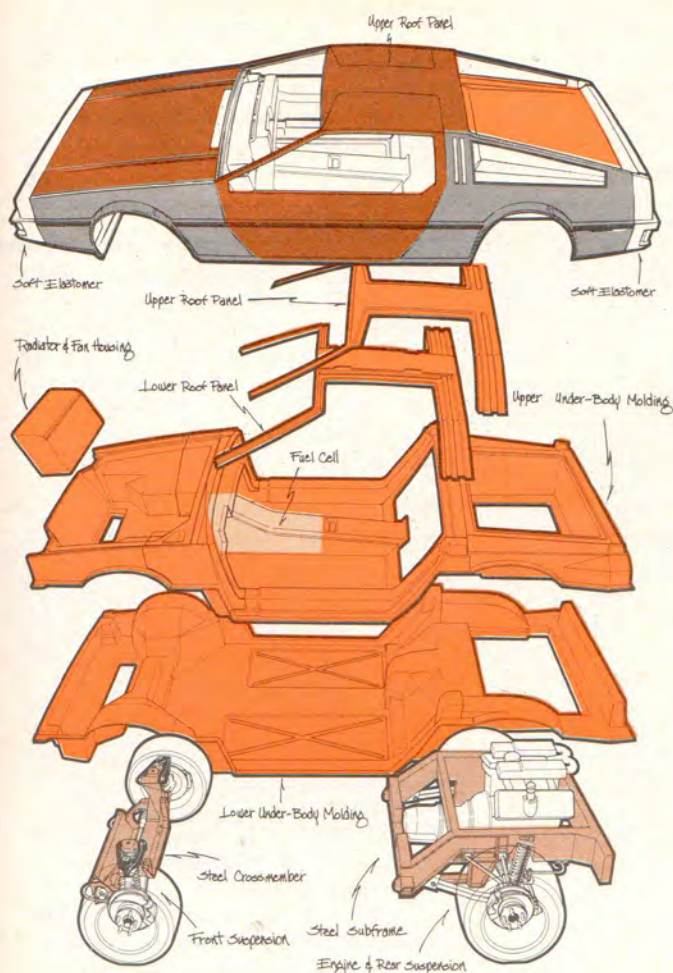 Upper Roof Panel
Soft Elastomer
Soft Elastomer
Upper Roof Panel
Radiator & Fan Housing
Lower Roof Panel
Upper Under-Body Molding
Fuel Cell
Lower Under-Body Molding
Steel Crossmember
Front Suspension
Steel Subframe
Engine & Rear Suspension